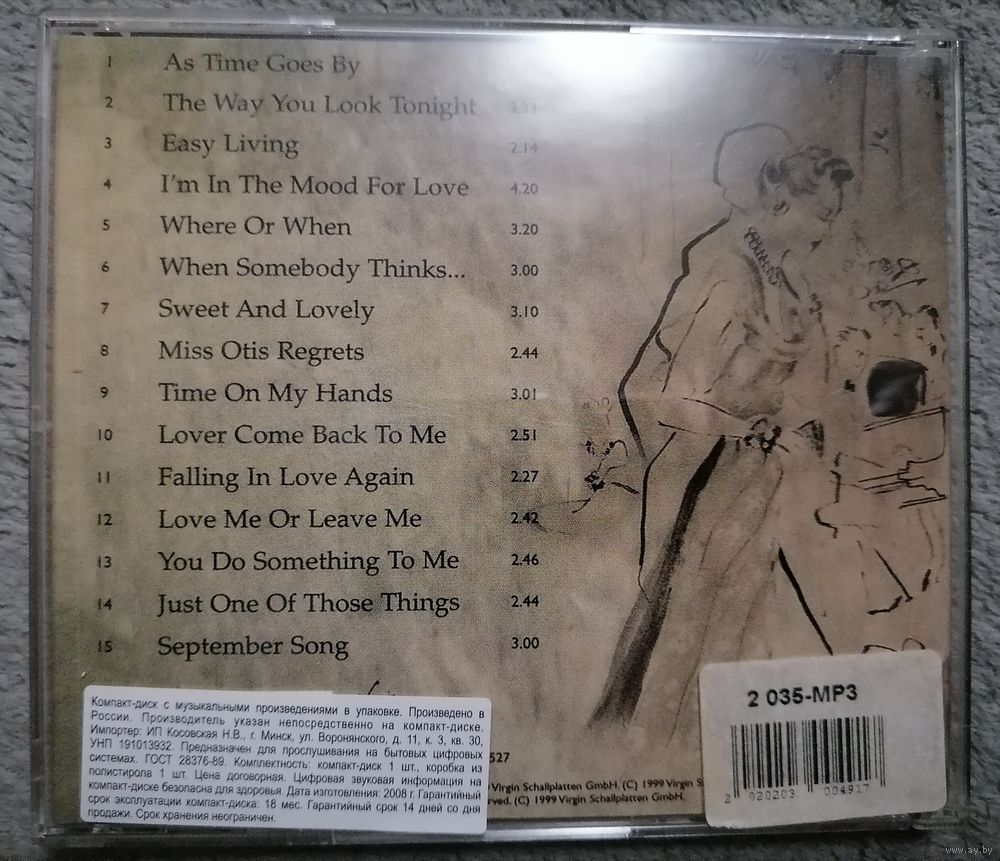 1 As Time Goes By
2 The Way You Look Tonight
3 Easy Living 2.14
4 I'm In The Mood For Love 4.20
5 Where Or When 3.20
6 When Somebody Thinks... 3.00
7 Sweet And Lovely 3.10
8 Miss Otis Regrets 2.44
9 Time On My Hands 3.01
10 Lover Come Back To Me 2.51
11 Falling In Love Again 2.27
12 Love Me Or Leave Me 2.42
13 You Do Something To Me 2.46
14 Just One Of Those Things 2.44
15 September Song 3.00
Компакт-диск с музыкальными произведениями в упаковке. Произведено в
России. Производитель указан непосредственно на компакт-диске.
Импортер: ИП Косовская Н.В., г. Минск, ул. Воронянского, д. 11, к. 3, кв. 30,
УНП 191013932. Предназначен для прослушивания на бытовых цифровых
системах. ГОСТ 28376-89. Комплектность: компакт-диск 1 шт., коробка из
полистирола 1 шт. Цена договорная. Цифровая звуковая информация на
компакт-диске безопасна для здоровья. Дата изготовления: 2008 г. Гарантийный
срок эксплуатации компакт-диска: 18 мес. Гарантийный срок 14 дней со дня
продажи. Срок хранения неограничен.
527
Virgin Schallplatten GmbH. (C) 1999 Virgin S
rved. (C) 1999 Virgin Schallplatten GmbH.
2 035-MP3
2 020203 004917
www.ay.by